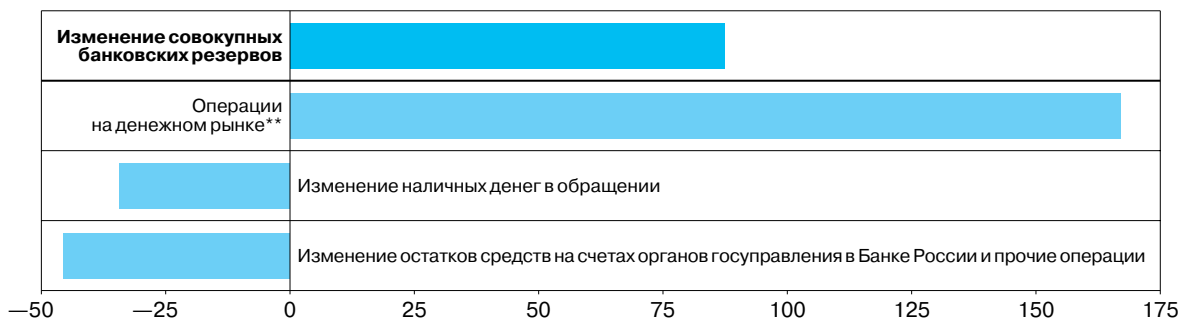 Изменение совокупных
банковских резервов
Операции
на денежном рынке**
Изменение наличных денег в обращении
Изменение остатков средств на счетах органов госуправления в Банке России и прочие операции
—50 —25 0 25 50 75 100 125 150 175